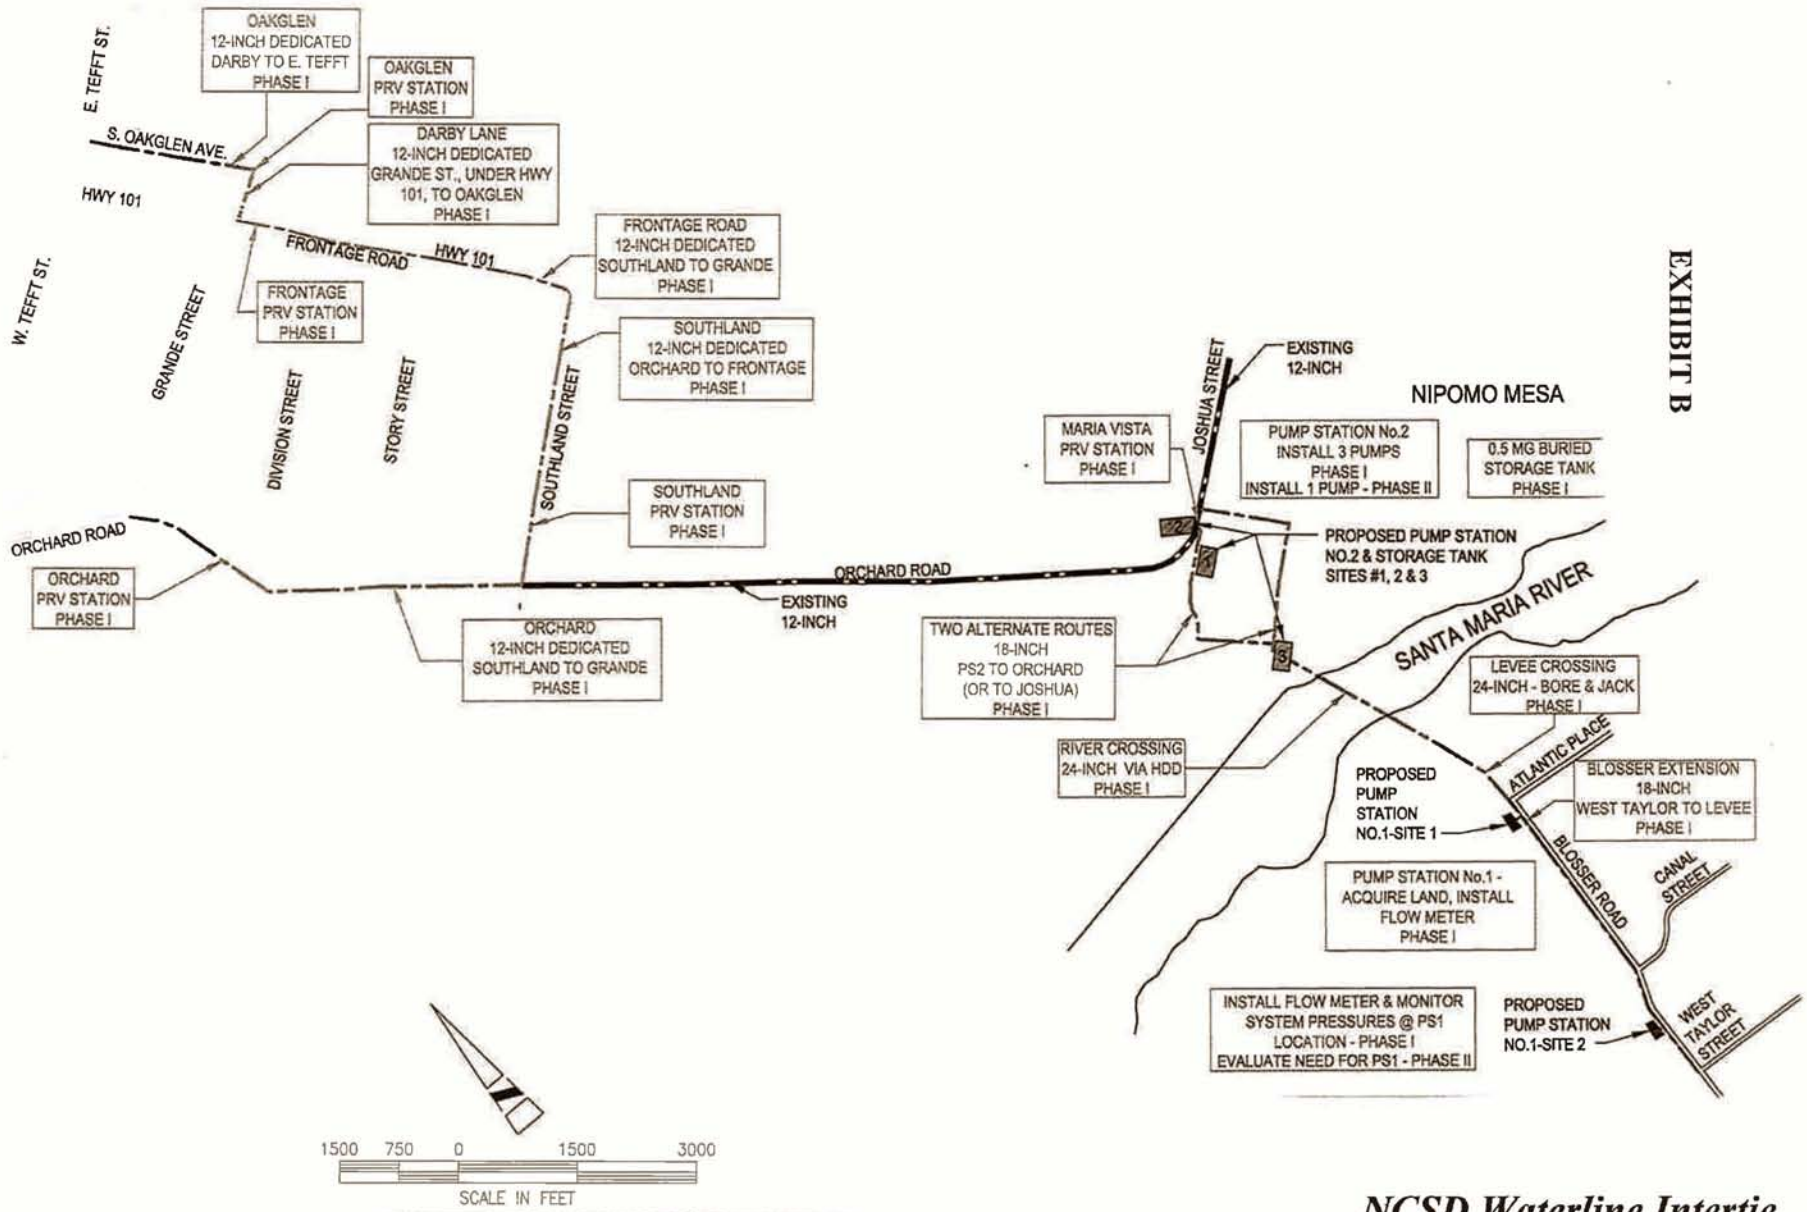 E. TEFFT ST.
OAKGLEN
12-INCH DEDICATED
DARBY TO E. TEFFT
PHASE I
OAKGLEN
PRV STATION
PHASE I
S. OAKGLEN AVE.
DARBY LANE
12-INCH DEDICATED
GRANDE ST., UNDER HWY
101, TO OAKGLEN
PHASE I
HWY 101
FRONTAGE ROAD
HWY 101
FRONTAGE ROAD
12-INCH DEDICATED
SOUTHLAND TO GRANDE
PHASE I
W. TEFFT ST.
GRANDE STREET
FRONTAGE
PRV STATION
PHASE I
SOUTHLAND
12-INCH DEDICATED
ORCHARD TO FRONTAGE
PHASE I
DIVISION STREET
STORY STREET
SOUTHLAND STREET
SOUTHLAND
PRV STATION
PHASE I
ORCHARD ROAD
ORCHARD
PRV STATION
PHASE I
ORCHARD
12-INCH DEDICATED
SOUTHLAND TO GRANDE
PHASE I
ORCHARD ROAD
EXISTING
12-INCH
JOSHUA STREET
EXISTING
12-INCH
EXHIBIT B
NIPOMO MESA
MARIA VISTA
PRV STATION
PHASE I
PUMP STATION No.2
INSTALL 3 PUMPS
PHASE I
INSTALL 1 PUMP - PHASE II
0.5 MG BURIED
STORAGE TANK
PHASE I
2
1
3
PROPOSED PUMP STATION
NO.2 & STORAGE TANK
SITES #1, 2 & 3
TWO ALTERNATE ROUTES
18-INCH
PS2 TO ORCHARD
(OR TO JOSHUA)
PHASE I
SANTA MARIA RIVER
LEVEE CROSSING
24-INCH - BORE & JACK
PHASE I
RIVER CROSSING
24-INCH VIA HDD
PHASE I
ATLANTIC PLACE
PROPOSED
PUMP
STATION
NO.1-SITE 1
BLOSSER EXTENSION
18-INCH
WEST TAYLOR TO LEVEE
PHASE I
BLOSSER ROAD
CANAL
STREET
PUMP STATION No.1 -
ACQUIRE LAND, INSTALL
FLOW METER
PHASE I
INSTALL FLOW METER & MONITOR
SYSTEM PRESSURES @ PS1
LOCATION - PHASE I
EVALUATE NEED FOR PS1 - PHASE II
PROPOSED
PUMP STATION
NO.1-SITE 2
WEST
TAYLOR
STREET
1500 750 0 1500 3000
SCALE IN FEET
NCSD Waterline Intertie